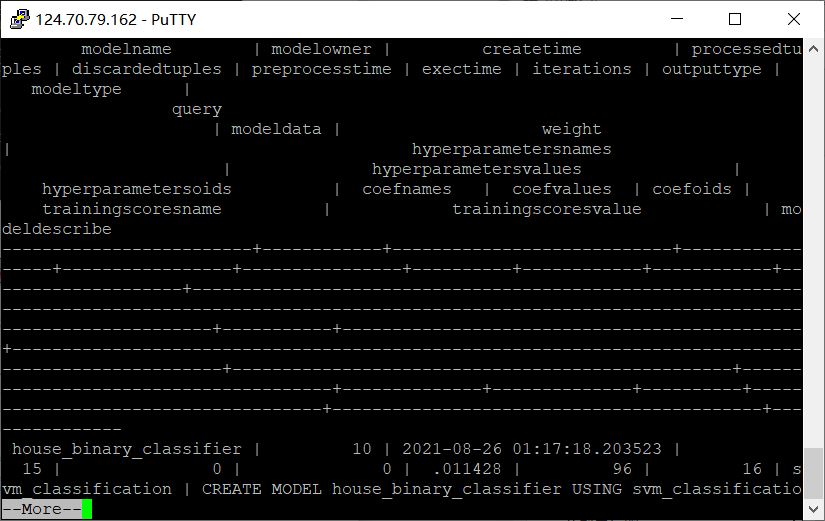 124.70.79.162 - PuTTY
modelname | modelowner | createtime | processedtu
ples | discardedtuples | preprocesstime | exectime | iterations | outputtype |
modeltype |
query
| modeldata | weight
| hyperparametersnames
| hyperparametersvalues |
hyperparametersoids | coefnames | coefvalues | coefoids |
trainingscoresname | trainingscoresvalue | mo
deldescribe
------------------------+------------+---------------------------+------------
-----+-----------------+----------------+----------+------------+------------+
------------------+-------------------------------------------------------------
--------------------------------------------------------------------------------
---------------------+-----------+----------------------------------------------
+-------------------------------------------------------------------------------
----------------------+------------------------------------------------+------
---------------------------------+--------------+--------------+----------+-----
--------------------------------+-------------------------------------------+---
------------
house_binary_classifier | 10 | 2021-08-26 01:17:18.203523 |
15 | 0 | 0 | .011428 | 96 | 16 | s
vm_classification | CREATE MODEL house_binary_classifier USING svm_classificatio
--More--